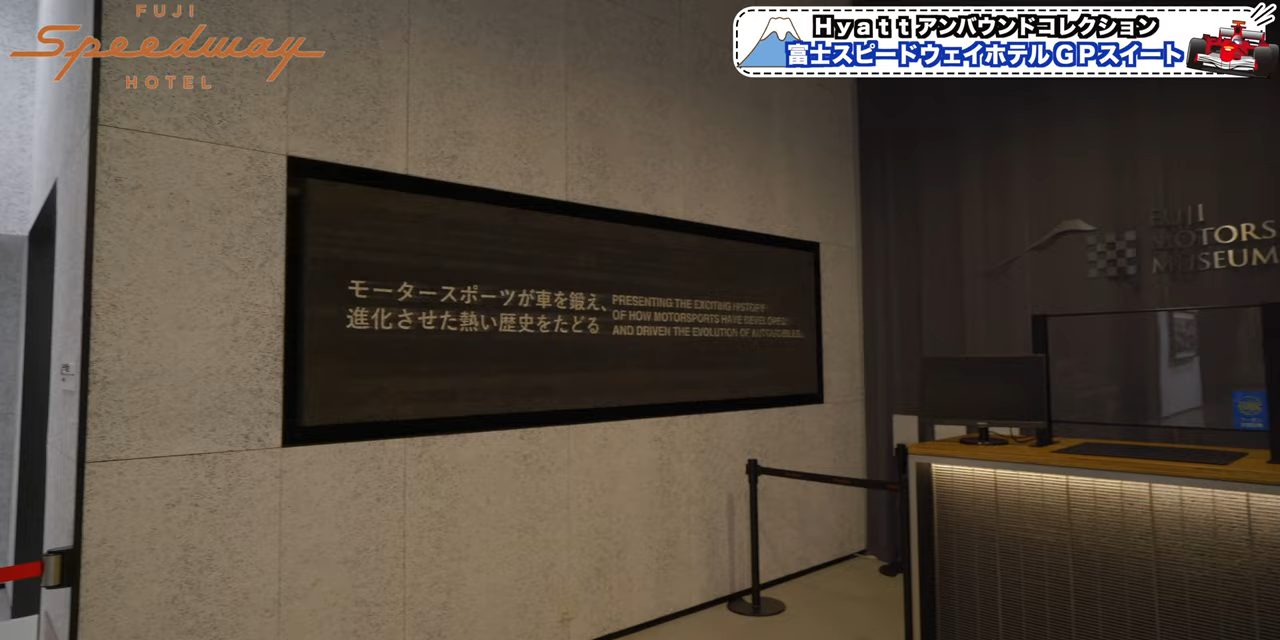 FUJI
Speedway
HOTEL
Hyattアンバウンドコレクション
富士スピードウェイホテルGPスイート
モータースポーツが車を鍛え、
進化させた熱い歴史をたどる
PRESENTING THE EXCITING HISTORY
OF HOW MOTORSPORTS HAVE DEVELOPED
AND DRIVEN THE EVOLUTION OF AUTOMOBILES.
FUJI
MOTORS
MUSEUM